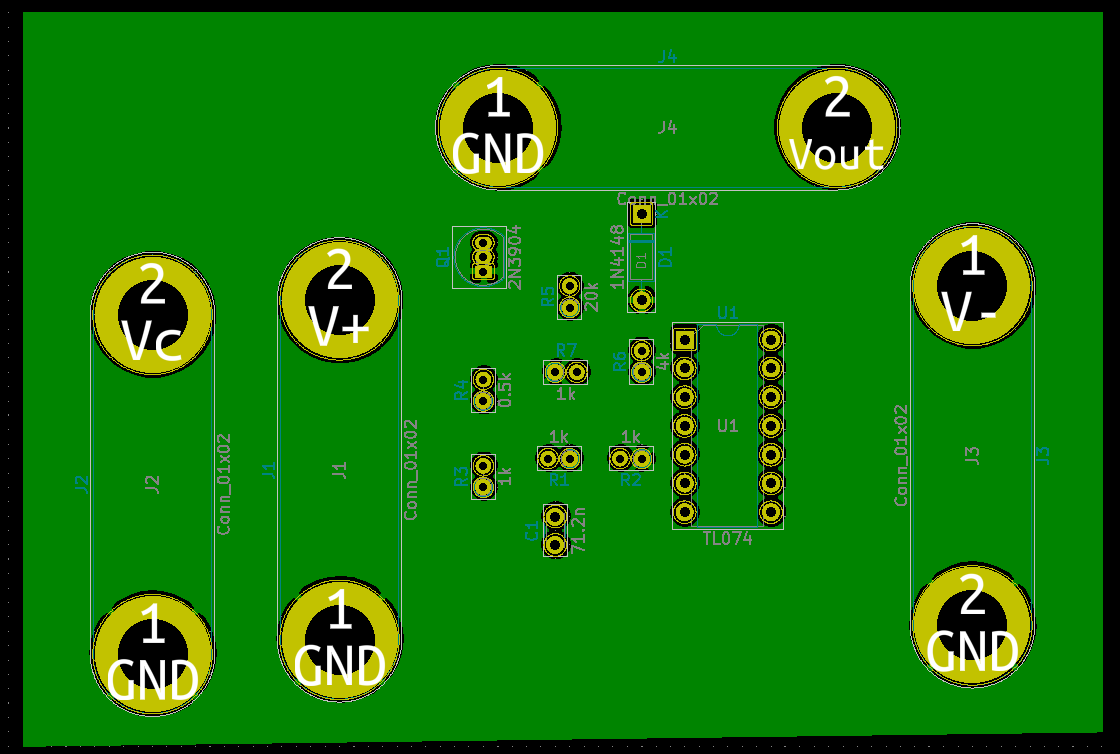 J4
1
GND
J4
2
Vout
Conn_01x02
K
Q1
2N3904
1N4148
D1
D1
R5
20k
U1
2
Vc
2
V+
1
V-
R7
1k
R6
4k
R4
0.5k
U1
1k
R1
1k
R2
R3
1k
C1
71.2n
TL074
J2
J2
Conn_01x02
J1
J1
Conn_01x02
Conn_01x02
J3
J3
1
GND
1
GND
2
GND